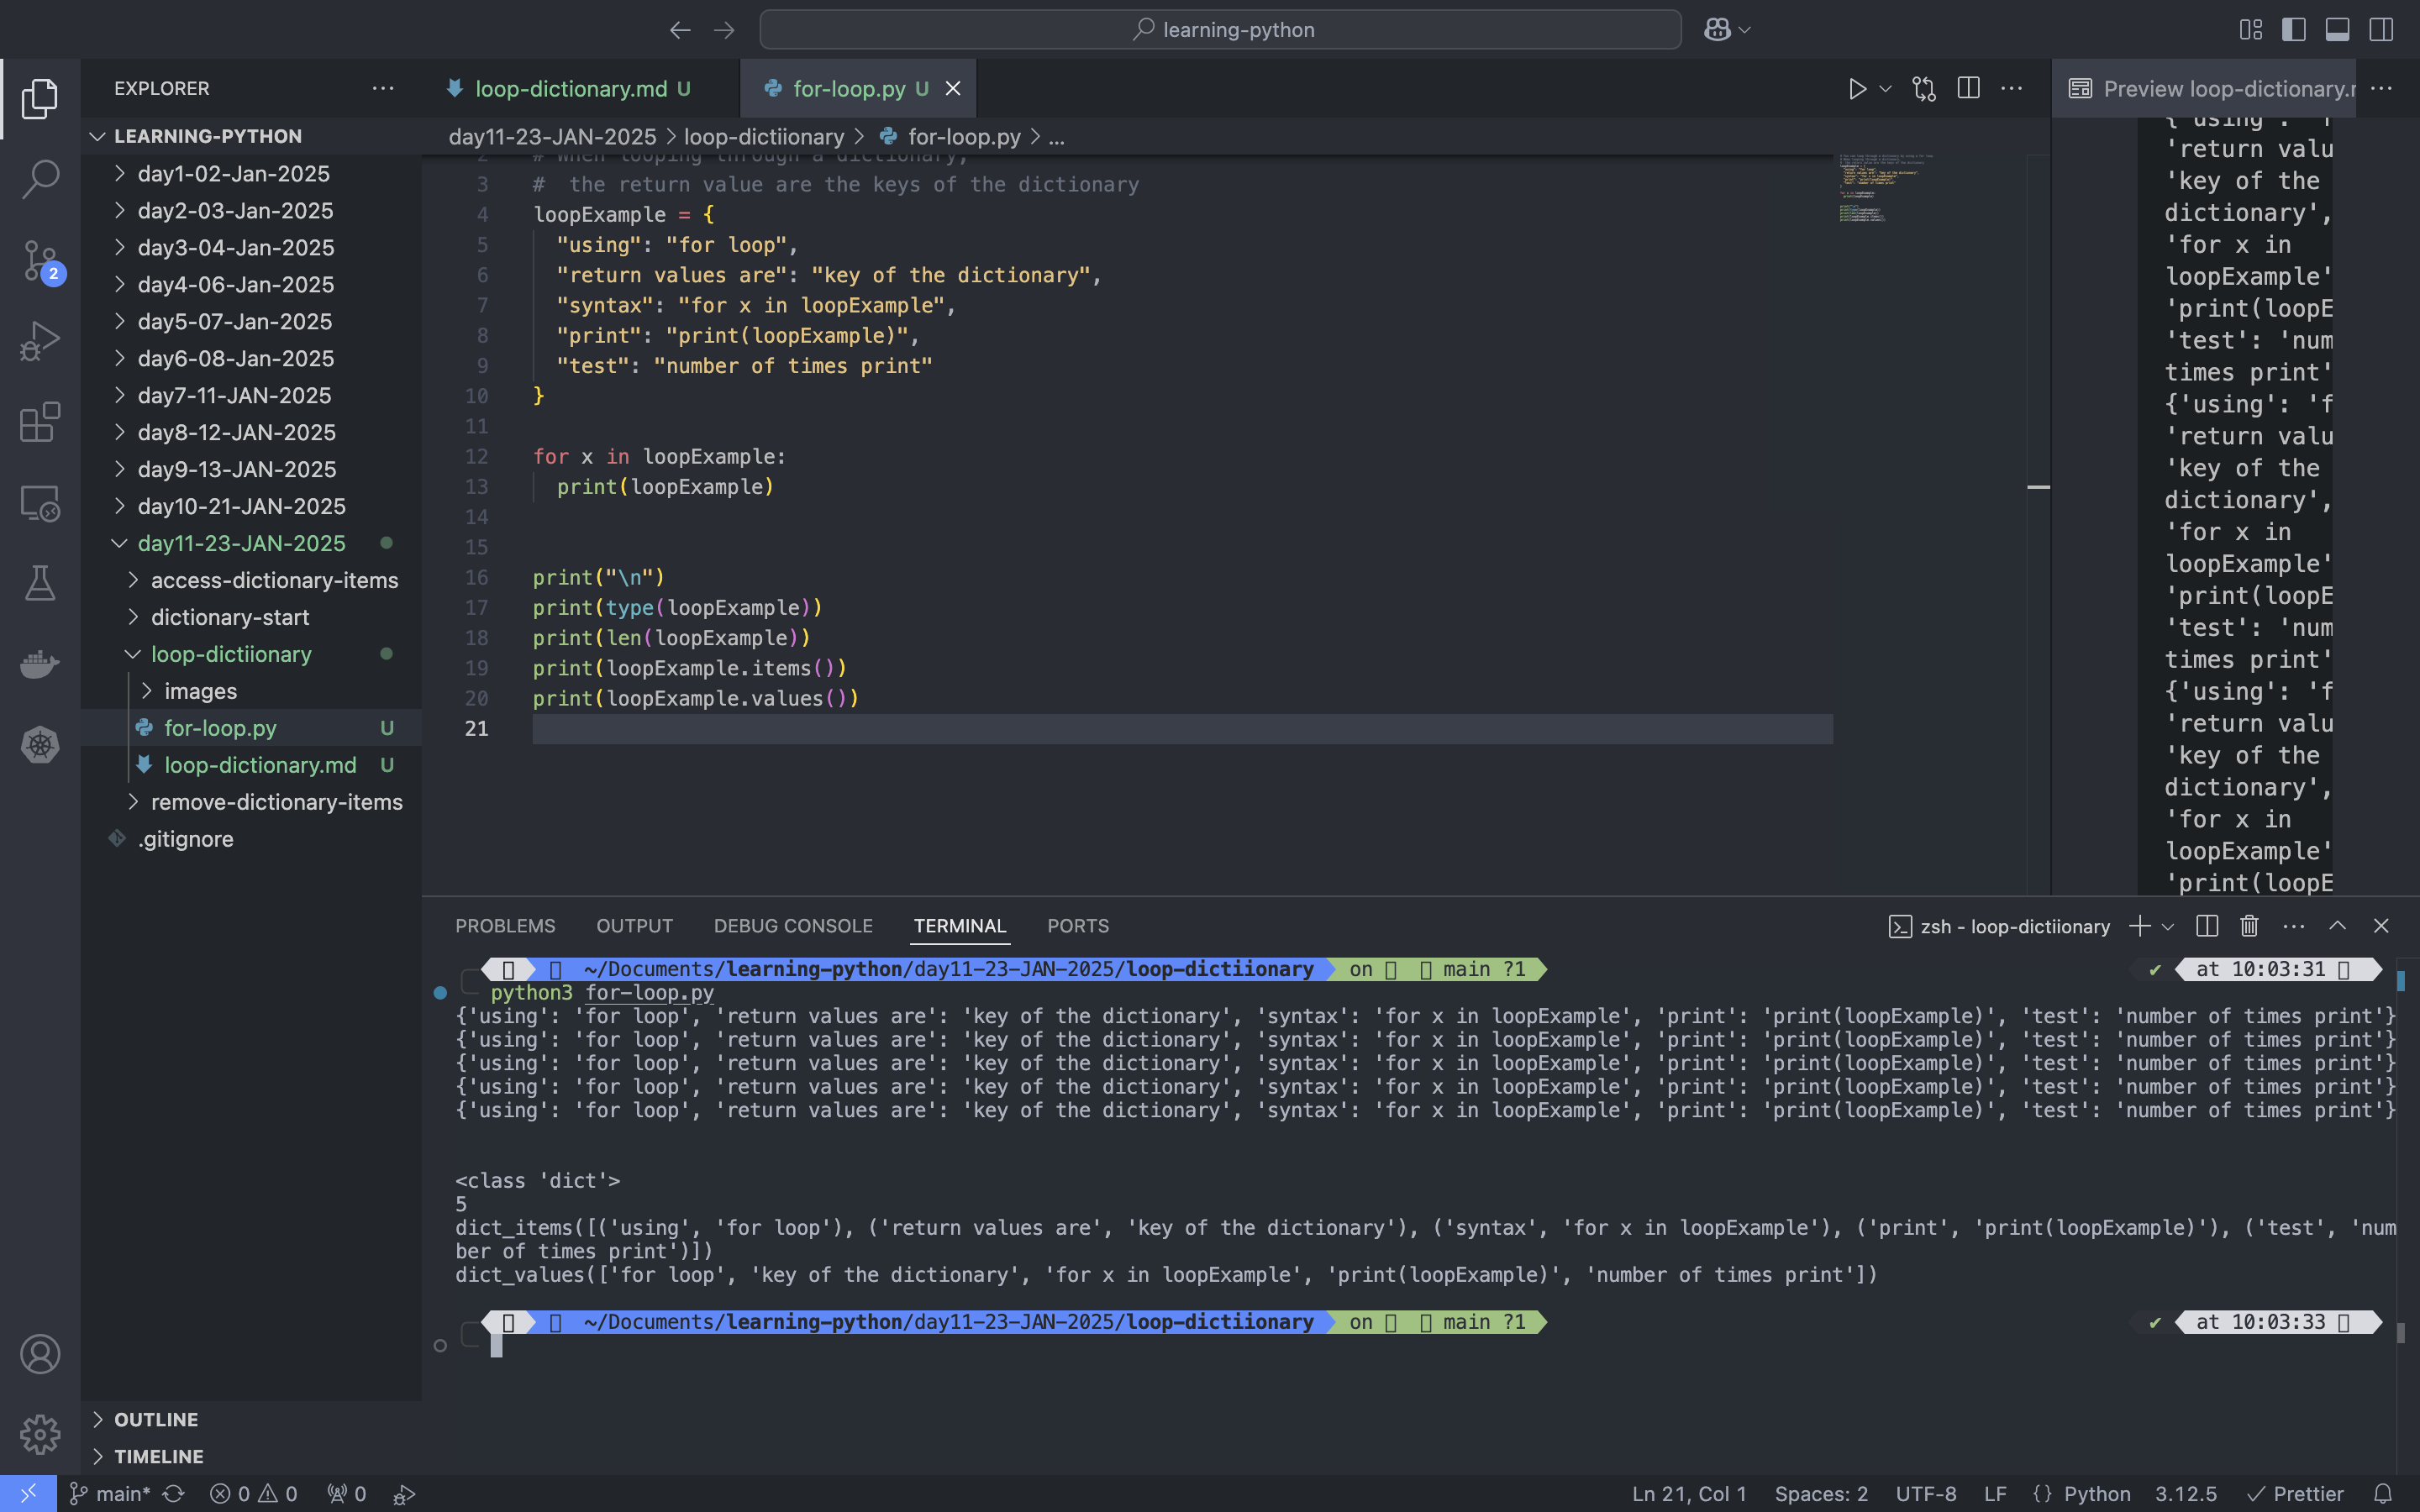 learning-python
EXPLORER
loop-dictionary.md U
for-loop.py U
Preview loop-dictionary.r
LEARNING-PYTHON
day11-23-JAN-2025 > loop-dictiionary > for-loop.py > ...
day1-02-Jan-2025
day2-03-Jan-2025
day3-04-Jan-2025
day4-06-Jan-2025
day5-07-Jan-2025
day6-08-Jan-2025
day7-11-JAN-2025
day8-12-JAN-2025
day9-13-JAN-2025
day10-21-JAN-2025
day11-23-JAN-2025
access-dictionary-items
dictionary-start
loop-dictiionary
images
for-loop.py U
loop-dictionary.md U
remove-dictionary-items
.gitignore
OUTLINE
TIMELINE
2
2 # When looping through a dictionary,
3 #  the return value are the keys of the dictionary
4 loopExample = {
5 "using": "for loop",
6 "return values are": "key of the dictionary",
7 "syntax": "for x in loopExample",
8 "print": "print(loopExample)",
9 "test": "number of times print"
10 }
11
12 for x in loopExample:
13 print(loopExample)
14
15
16 print("\n")
17 print(type(loopExample))
18 print(len(loopExample))
19 print(loopExample.items())
20 print(loopExample.values())
21
{'using': 'f
'return valu
'key of the
dictionary',
'for x in
loopExample'
'print(loopE
'test': 'num
times print'
{'using': 'f
'return valu
'key of the
dictionary',
'for x in
loopExample'
'print(loopE
'test': 'num
times print'
{'using': 'f
'return valu
'key of the
dictionary',
'for x in
loopExample'
'print(loopE
PROBLEMS OUTPUT DEBUG CONSOLE TERMINAL PORTS
zsh - loop-dictiionary
~/Documents/learning-python/day11-23-JAN-2025/loop-dictiionary on main ?1 ✔ at 10:03:31
python3 for-loop.py
{'using': 'for loop', 'return values are': 'key of the dictionary', 'syntax': 'for x in loopExample', 'print': 'print(loopExample)', 'test': 'number of times print'}
{'using': 'for loop', 'return values are': 'key of the dictionary', 'syntax': 'for x in loopExample', 'print': 'print(loopExample)', 'test': 'number of times print'}
{'using': 'for loop', 'return values are': 'key of the dictionary', 'syntax': 'for x in loopExample', 'print': 'print(loopExample)', 'test': 'number of times print'}
{'using': 'for loop', 'return values are': 'key of the dictionary', 'syntax': 'for x in loopExample', 'print': 'print(loopExample)', 'test': 'number of times print'}
{'using': 'for loop', 'return values are': 'key of the dictionary', 'syntax': 'for x in loopExample', 'print': 'print(loopExample)', 'test': 'number of times print'}
<class 'dict'>
5
dict_items([('using', 'for loop'), ('return values are', 'key of the dictionary'), ('syntax', 'for x in loopExample'), ('print', 'print(loopExample)'), ('test', 'num
ber of times print')])
dict_values(['for loop', 'key of the dictionary', 'for x in loopExample', 'print(loopExample)', 'number of times print'])
~/Documents/learning-python/day11-23-JAN-2025/loop-dictiionary on main ?1 ✔ at 10:03:33
main* 0 0 0
Ln 21, Col 1 Spaces: 2 UTF-8 LF {} Python 3.12.5 Prettier